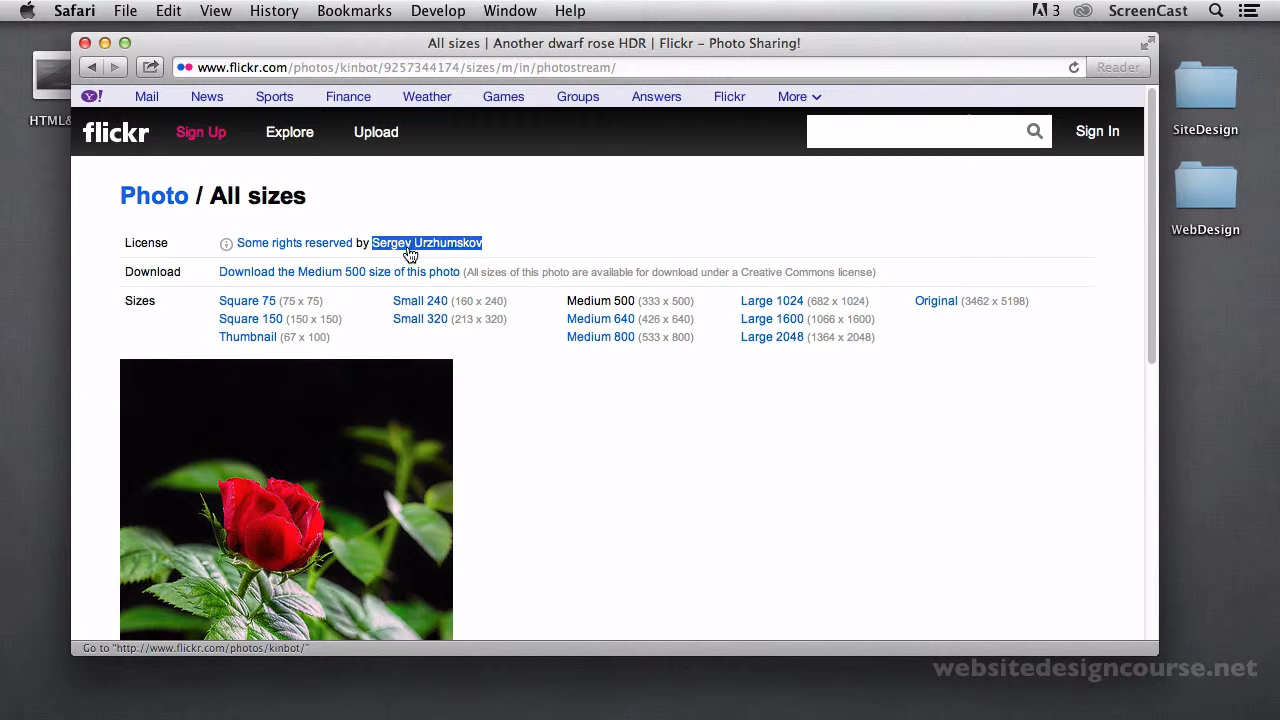 Safari File Edit View History Bookmarks Develop Window Help 3 ScreenCast
All sizes | Another dwarf rose HDR | Flickr - Photo Sharing!
www.flickr.com/photos/kinbot/9257344174/sizes/m/in/photostream/ Reader
Y! Mail News Sports Finance Weather Games Groups Answers Flickr More
flickr Sign Up Explore Upload Sign In
Photo / All sizes
License Some rights reserved by Sergey Urzhumskov
Download Download the Medium 500 size of this photo (All sizes of this photo are available for download under a Creative Commons license)
Sizes Square 75 (75 x 75) Small 240 (160 x 240) Medium 500 (333 x 500) Large 1024 (682 x 1024) Original (3462 x 5198)
Square 150 (150 x 150) Small 320 (213 x 320) Medium 640 (426 x 640) Large 1600 (1066 x 1600)
Thumbnail (67 x 100) Medium 800 (533 x 800) Large 2048 (1364 x 2048)
Go to "http://www.flickr.com/photos/kinbot/"
HTML&
SiteDesign
WebDesign
websitedesigncourse.net